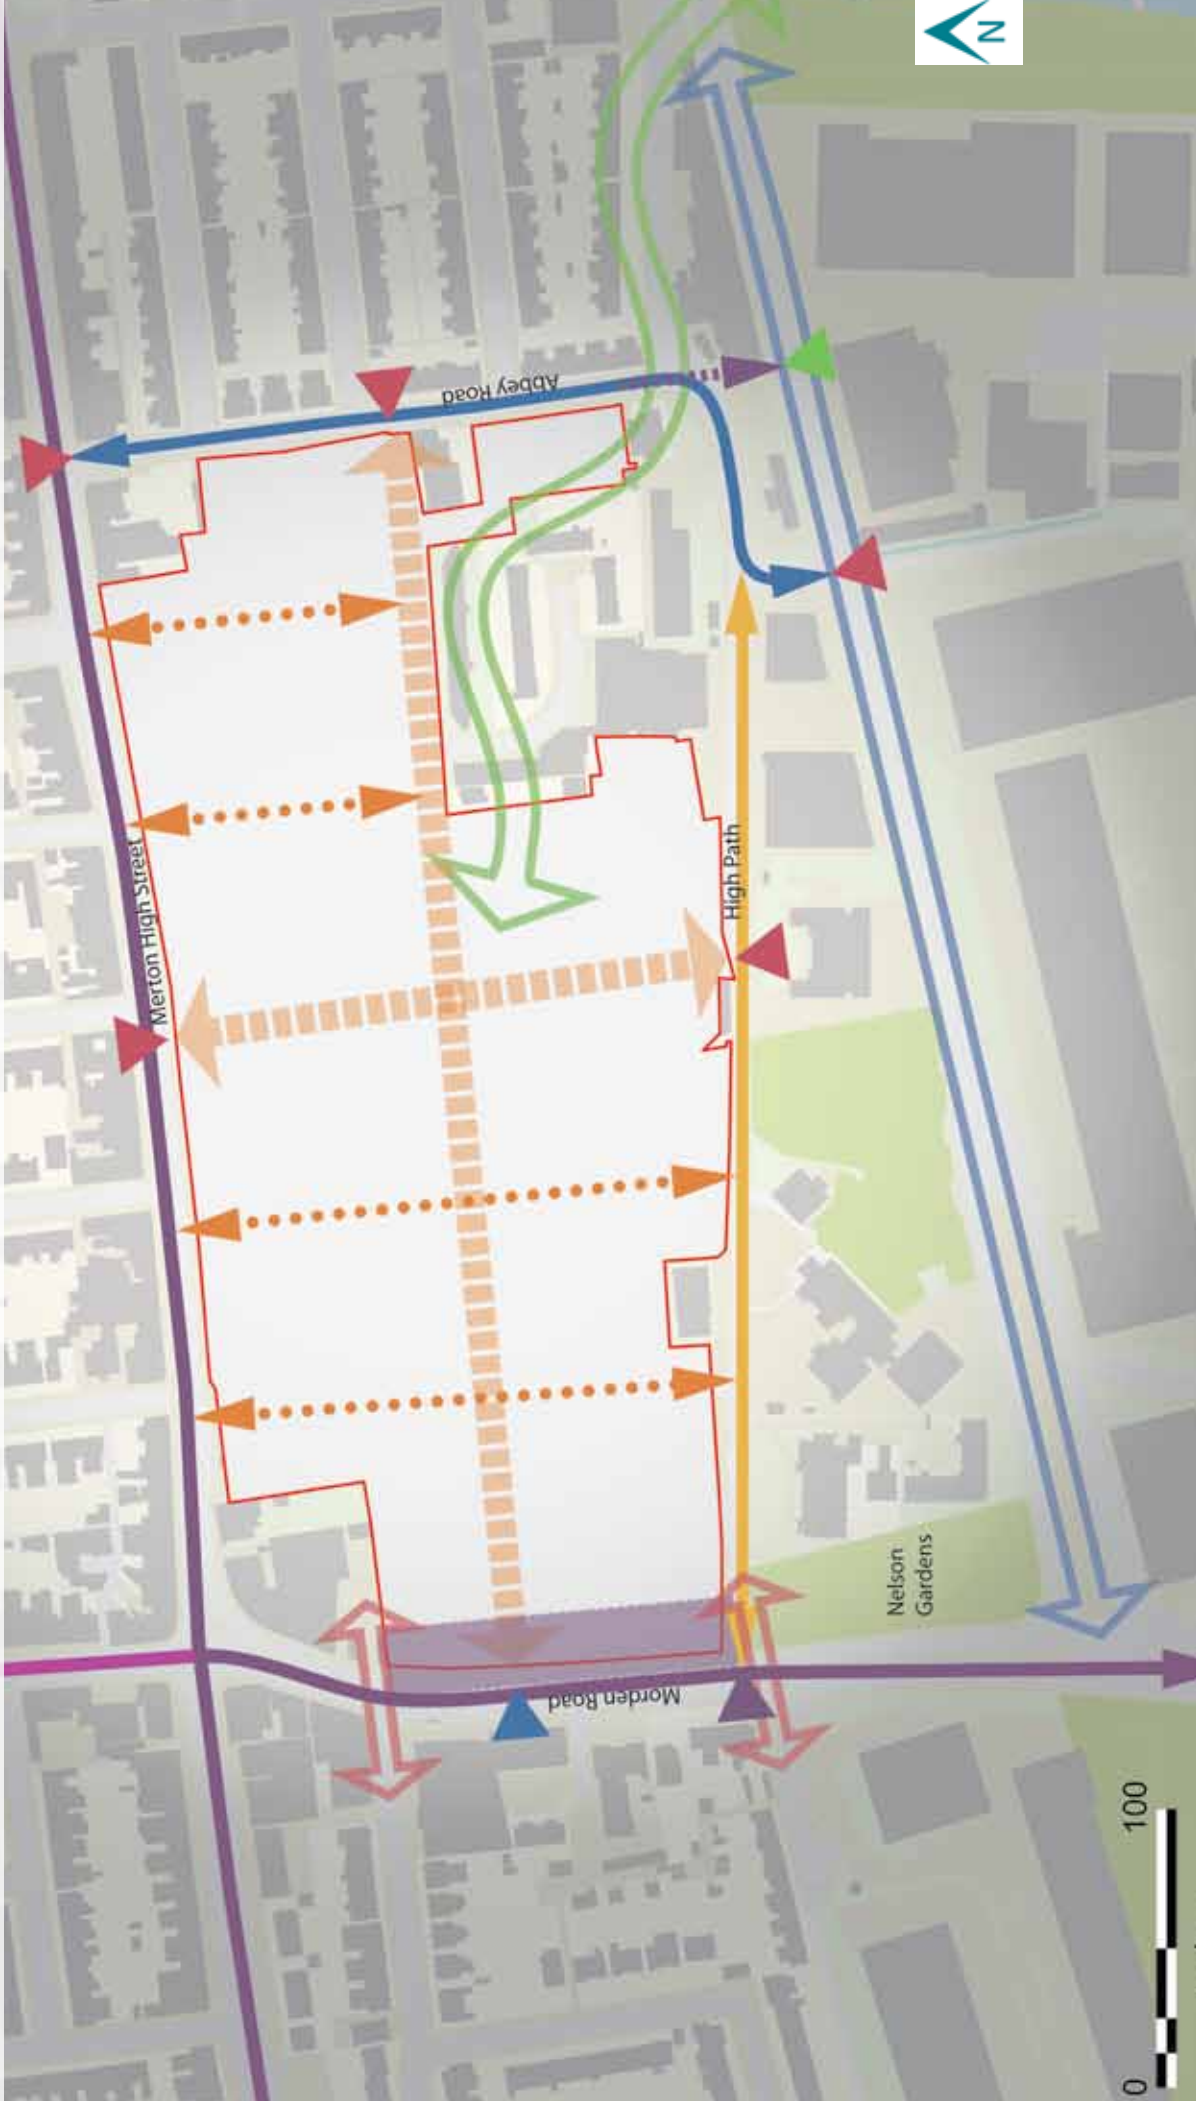 N
Abbey Road
Merton High Street
High Path
Nelson
Gardens
Morden Road
0
100